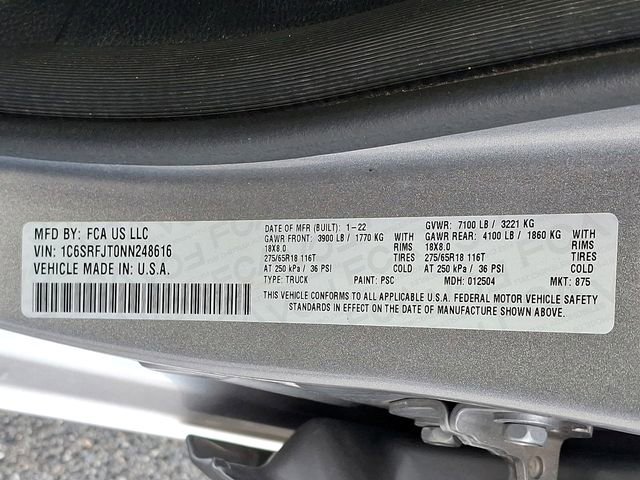 MFD BY: FCA US LLC
VIN: 1C6SRFJT0NN248616
VEHICLE MADE IN U.S.A.
DATE OF MFR (BUILT): 1-22 GVWR: 7100 LB / 3221 KG
GAWR FRONT: 3900 LB / 1770 KG WITH GAWR REAR: 4100 LB / 1860 KG WITH
18X8.0 RIMS 18X8.0 RIMS
275/65R18 116T TIRES 275/65R18 116T TIRES
AT 250 kPa / 36 PSI COLD AT 250 kPa / 36 PSI COLD
TYPE: TRUCK PAINT: PSC MDH: 012504 MKT: 875
THIS VEHICLE CONFORMS TO ALL APPLICABLE U.S.A. FEDERAL MOTOR VEHICLE SAFETY
STANDARDS IN EFFECT ON THE DATE OF MANUFACTURE SHOWN ABOVE.